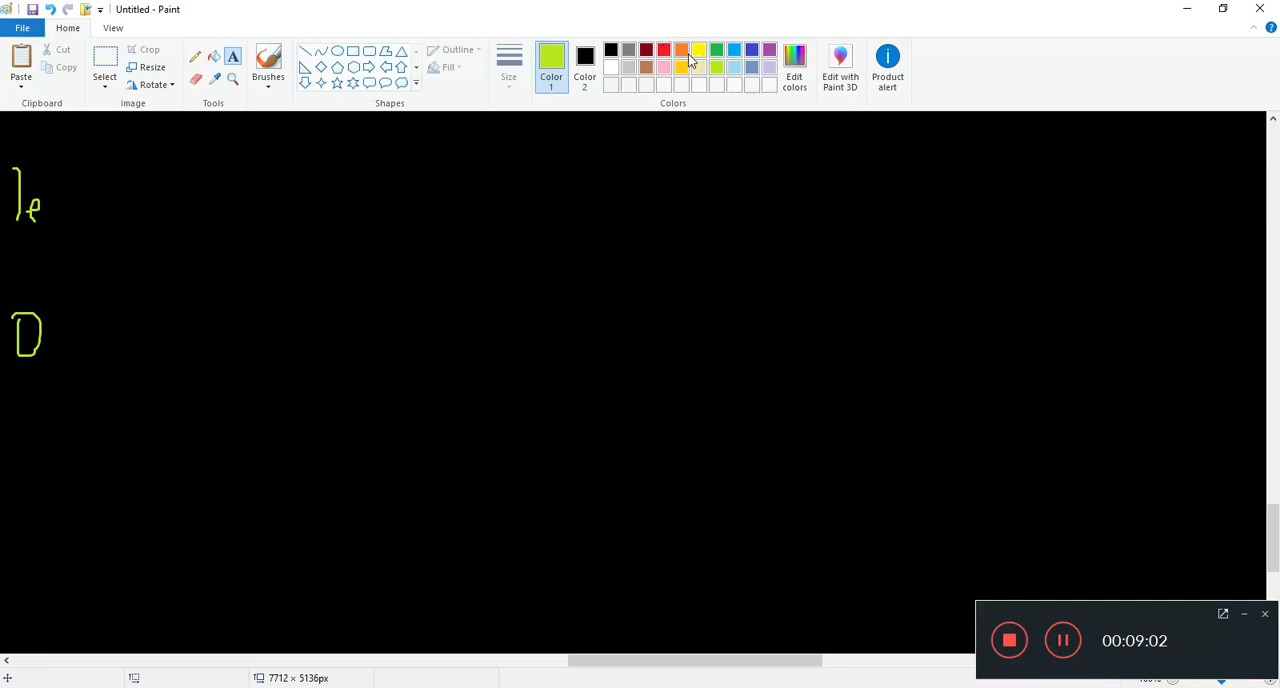 Untitled - Paint
File Home View
Paste
Cut
Copy
Clipboard
Select
Crop
Resize
Rotate
Image
Tools
Brushes
Shapes
Outline
Fill
Size
Color 1
Color 2
Colors
Edit colors
Edit with Paint 3D
Product alert
le
D
00:09:02
7712 × 5136px